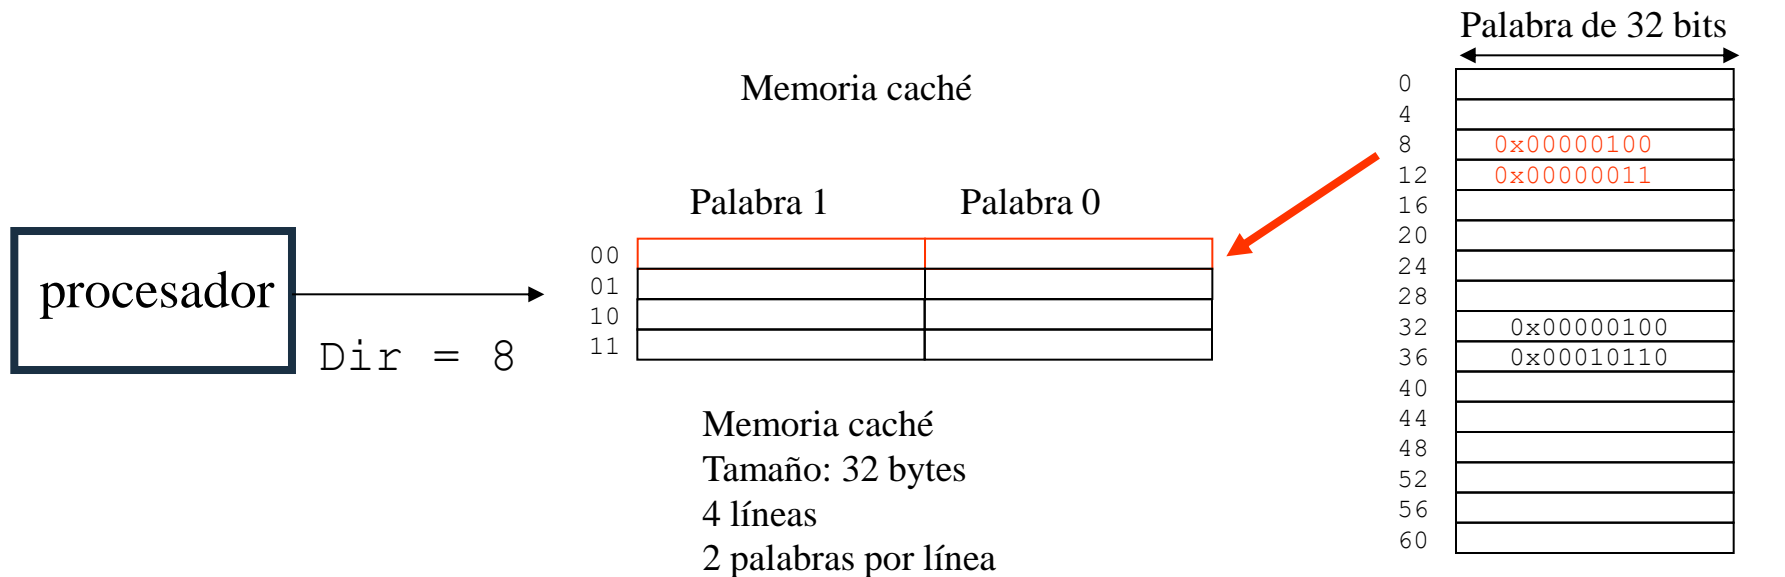 Palabra de 32 bits
Memoria caché
Palabra 1 Palabra 0
00
01
10
11
procesador
Dir = 8
Memoria caché
Tamaño: 32 bytes
4 líneas
2 palabras por línea
0
4
8 0x00000100
12 0x00000011
16
20
24
28
32 0x00000100
36 0x00010110
40
44
48
52
56
60